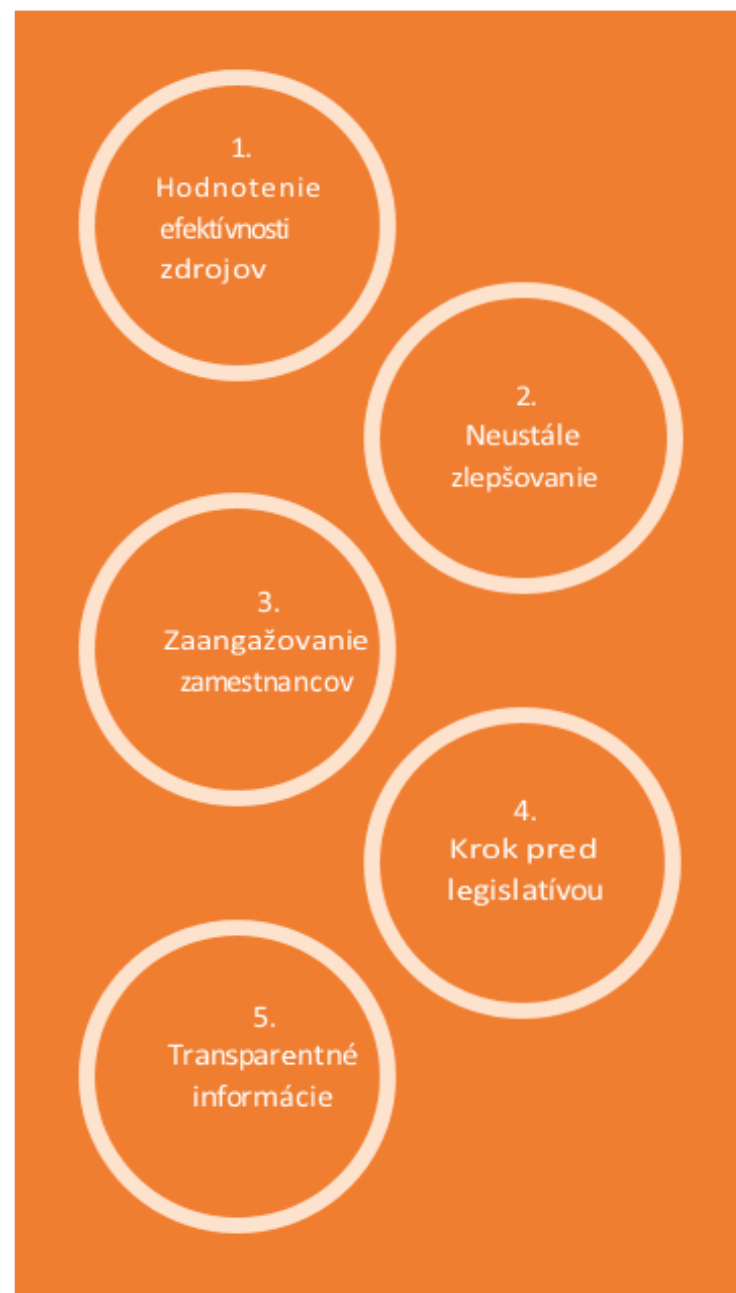 1.
Hodnotenie
efektívnosti
zdrojov
2.
Neustále
zlepšovanie
3.
Zaangažovanie
zamestnancov
4.
Krok pred
legislatívou
5.
Transparentné
informácie